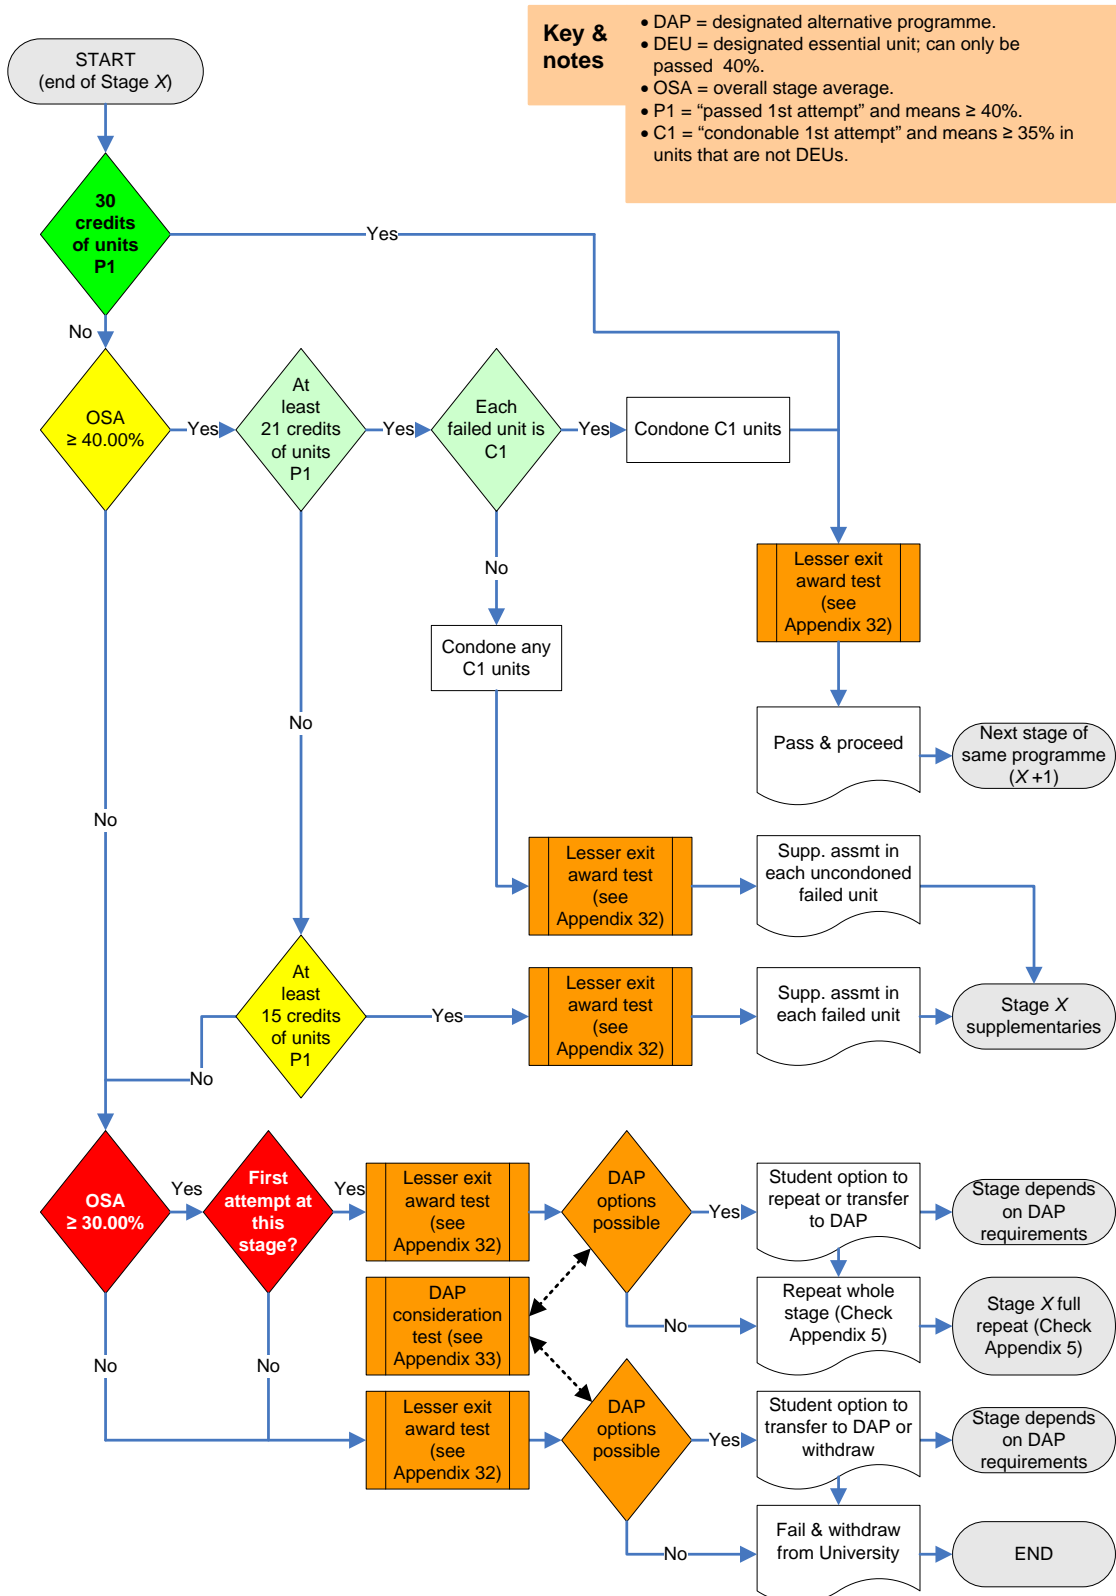 START
(end of Stage X)
Key &
notes
• DAP = designated alternative programme.
• DEU = designated essential unit; can only be
passed 40%.
• OSA = overall stage average.
• P1 = “passed 1st attempt” and means ≥ 40%.
• C1 = “condonable 1st attempt” and means ≥ 35% in
units that are not DEUs.
30
credits
of units
P1
Yes
No
OSA
≥ 40.00%
Yes
At
least
21 credits
of units
P1
Yes
Each
failed unit is
C1
Yes
Condone C1 units
No
Lesser exit
award test
(see
Appendix 32)
Condone any
C1 units
No
Pass & proceed
Next stage of
same programme
(X +1)
No
Lesser exit
award test
(see
Appendix 32)
Supp. assmt in
each uncondoned
failed unit
At
least
15 credits
of units
P1
Yes
Lesser exit
award test
(see
Appendix 32)
Supp. assmt in
each failed unit
Stage X
supplementaries
No
OSA
≥ 30.00%
Yes
First
attempt at
this
stage?
Yes
Lesser exit
award test
(see
Appendix 32)
DAP
options
possible
Yes
Student option to
repeat or transfer
to DAP
Stage depends
on DAP
requirements
DAP
consideration
test (see
Appendix 33)
No
Repeat whole
stage (Check
Appendix 5)
Stage X full
repeat (Check
Appendix 5)
No
No
Lesser exit
award test
(see
Appendix 32)
DAP
options
possible
Yes
Student option to
transfer to DAP or
withdraw
Stage depends
on DAP
requirements
No
Fail & withdraw
from University
END